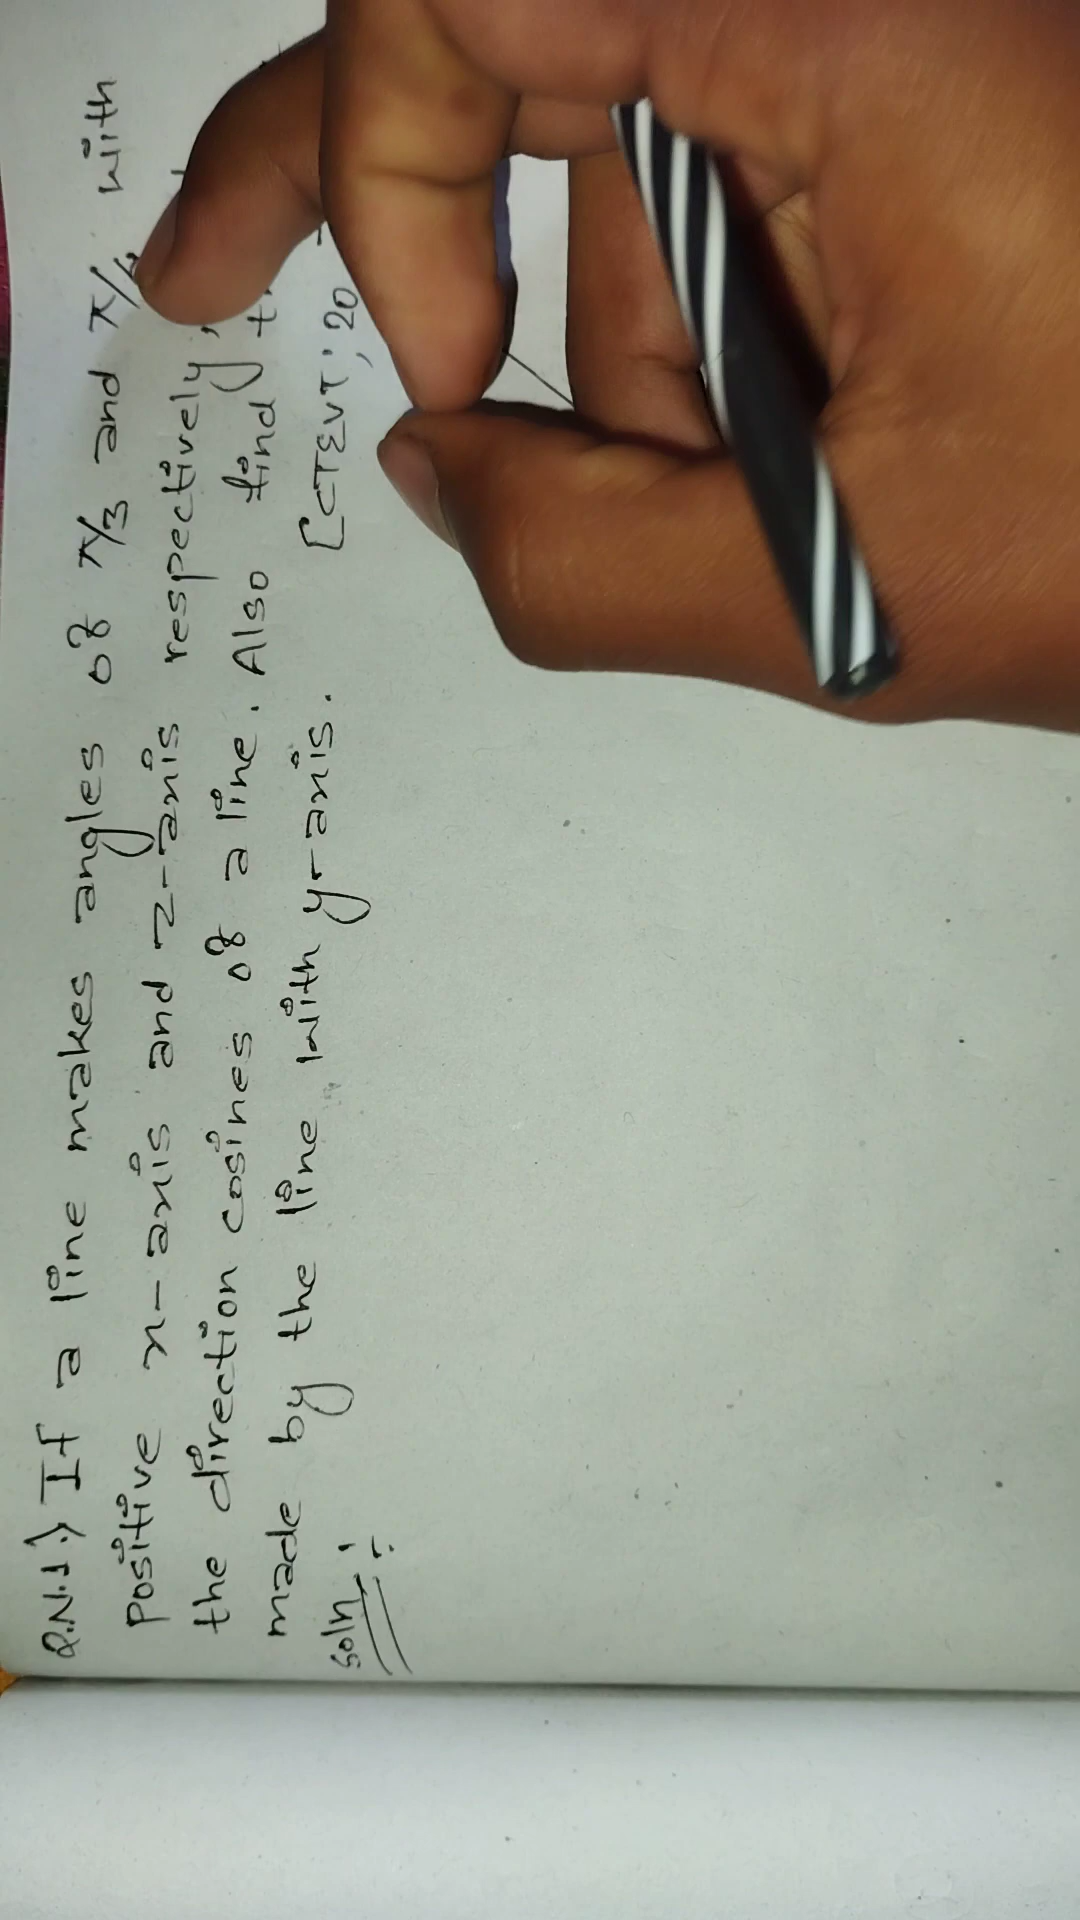 Q.N.1.) If a line makes angles of π/3 and π/4 with
positive x-axis and z-axis respectively,
the direction cosines of a line. Also find
made by the line with y-axis. [CTEVT; 20
soln: